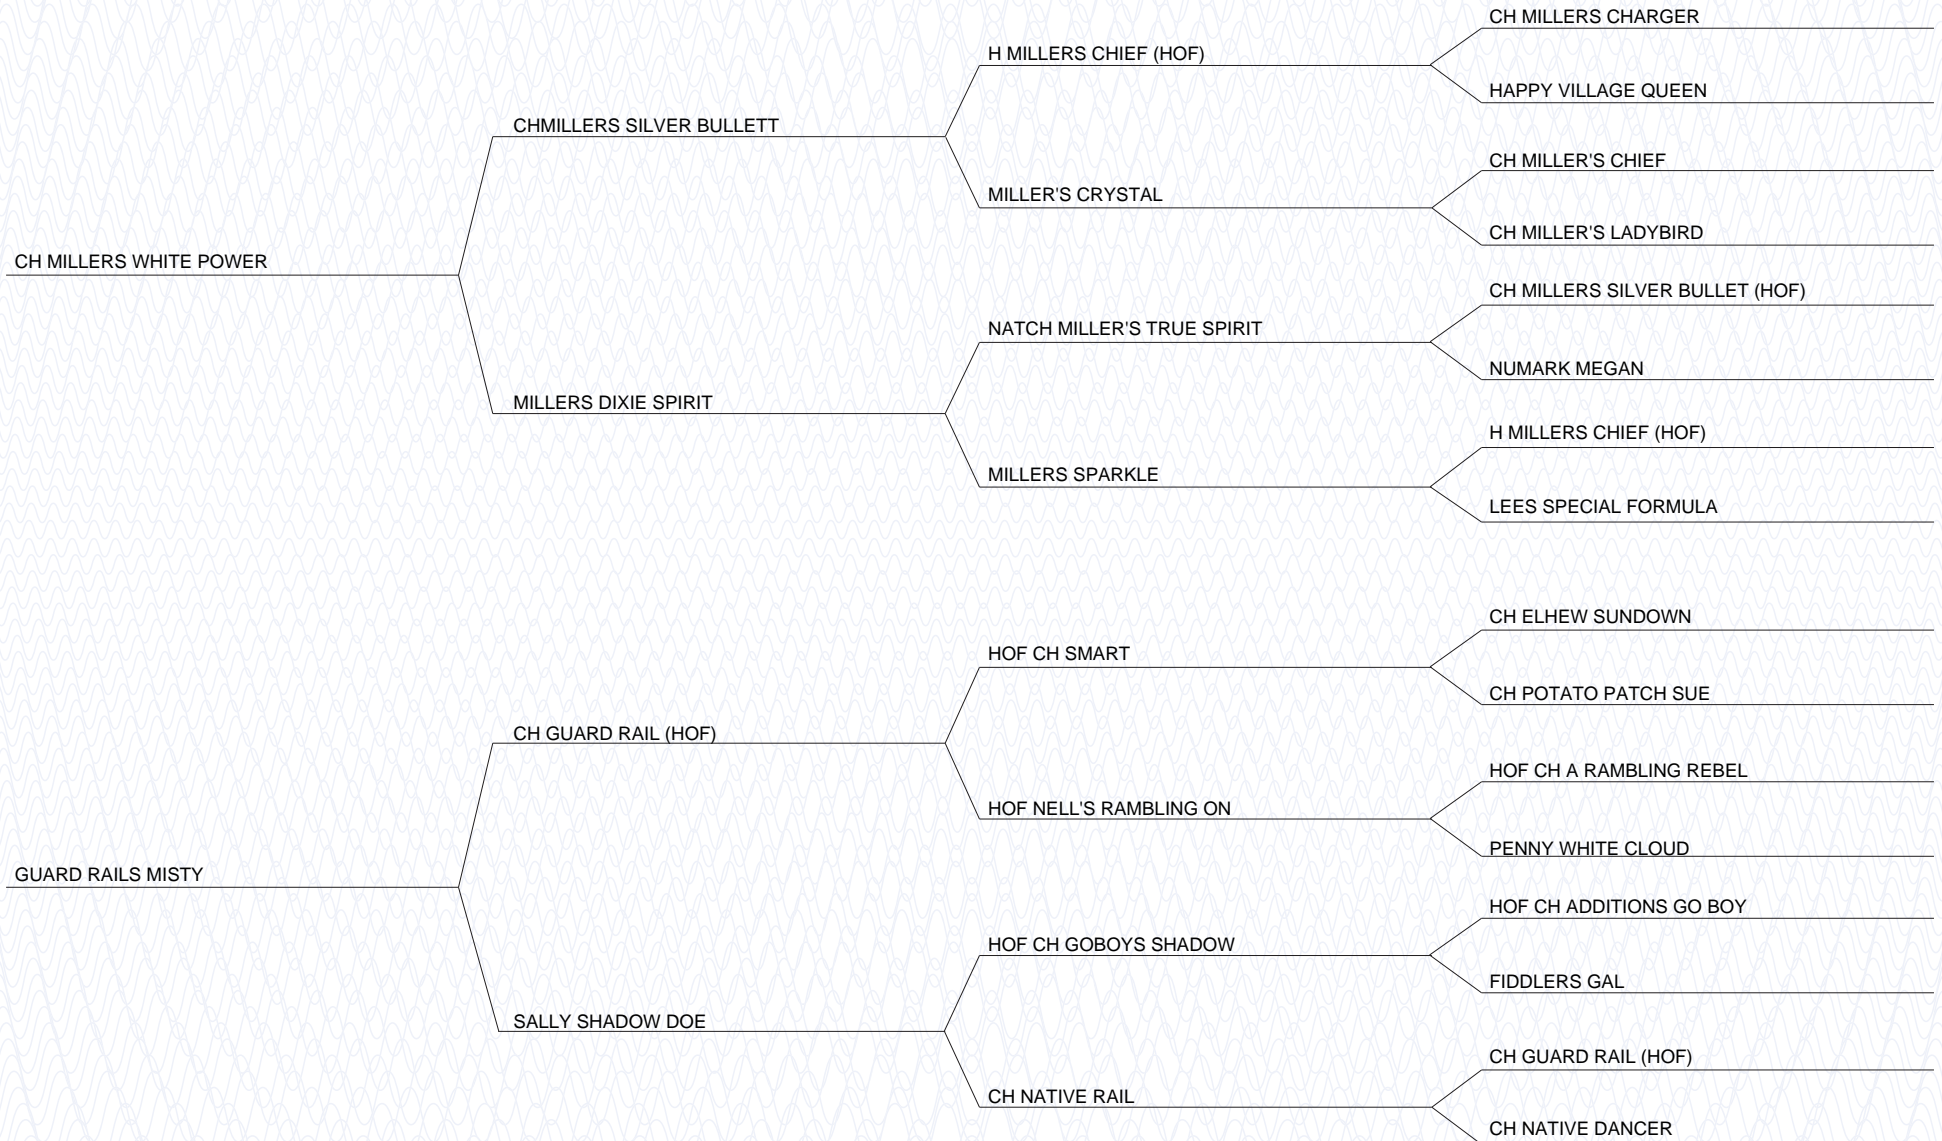 CH MILLERS WHITE POWER
CHMILLERS SILVER BULLETT
H MILLERS CHIEF (HOF)
CH MILLERS CHARGER
HAPPY VILLAGE QUEEN
MILLER'S CRYSTAL
CH MILLER'S CHIEF
CH MILLER'S LADYBIRD
MILLERS DIXIE SPIRIT
NATCH MILLER'S TRUE SPIRIT
CH MILLERS SILVER BULLET (HOF)
NUMARK MEGAN
MILLERS SPARKLE
H MILLERS CHIEF (HOF)
LEES SPECIAL FORMULA
GUARD RAILS MISTY
CH GUARD RAIL (HOF)
HOF CH SMART
CH ELHEW SUNDOWN
CH POTATO PATCH SUE
HOF NELL'S RAMBLING ON
HOF CH A RAMBLING REBEL
PENNY WHITE CLOUD
SALLY SHADOW DOE
HOF CH GOBOYS SHADOW
HOF CH ADDITIONS GO BOY
FIDDLERS GAL
CH NATIVE RAIL
CH GUARD RAIL (HOF)
CH NATIVE DANCER